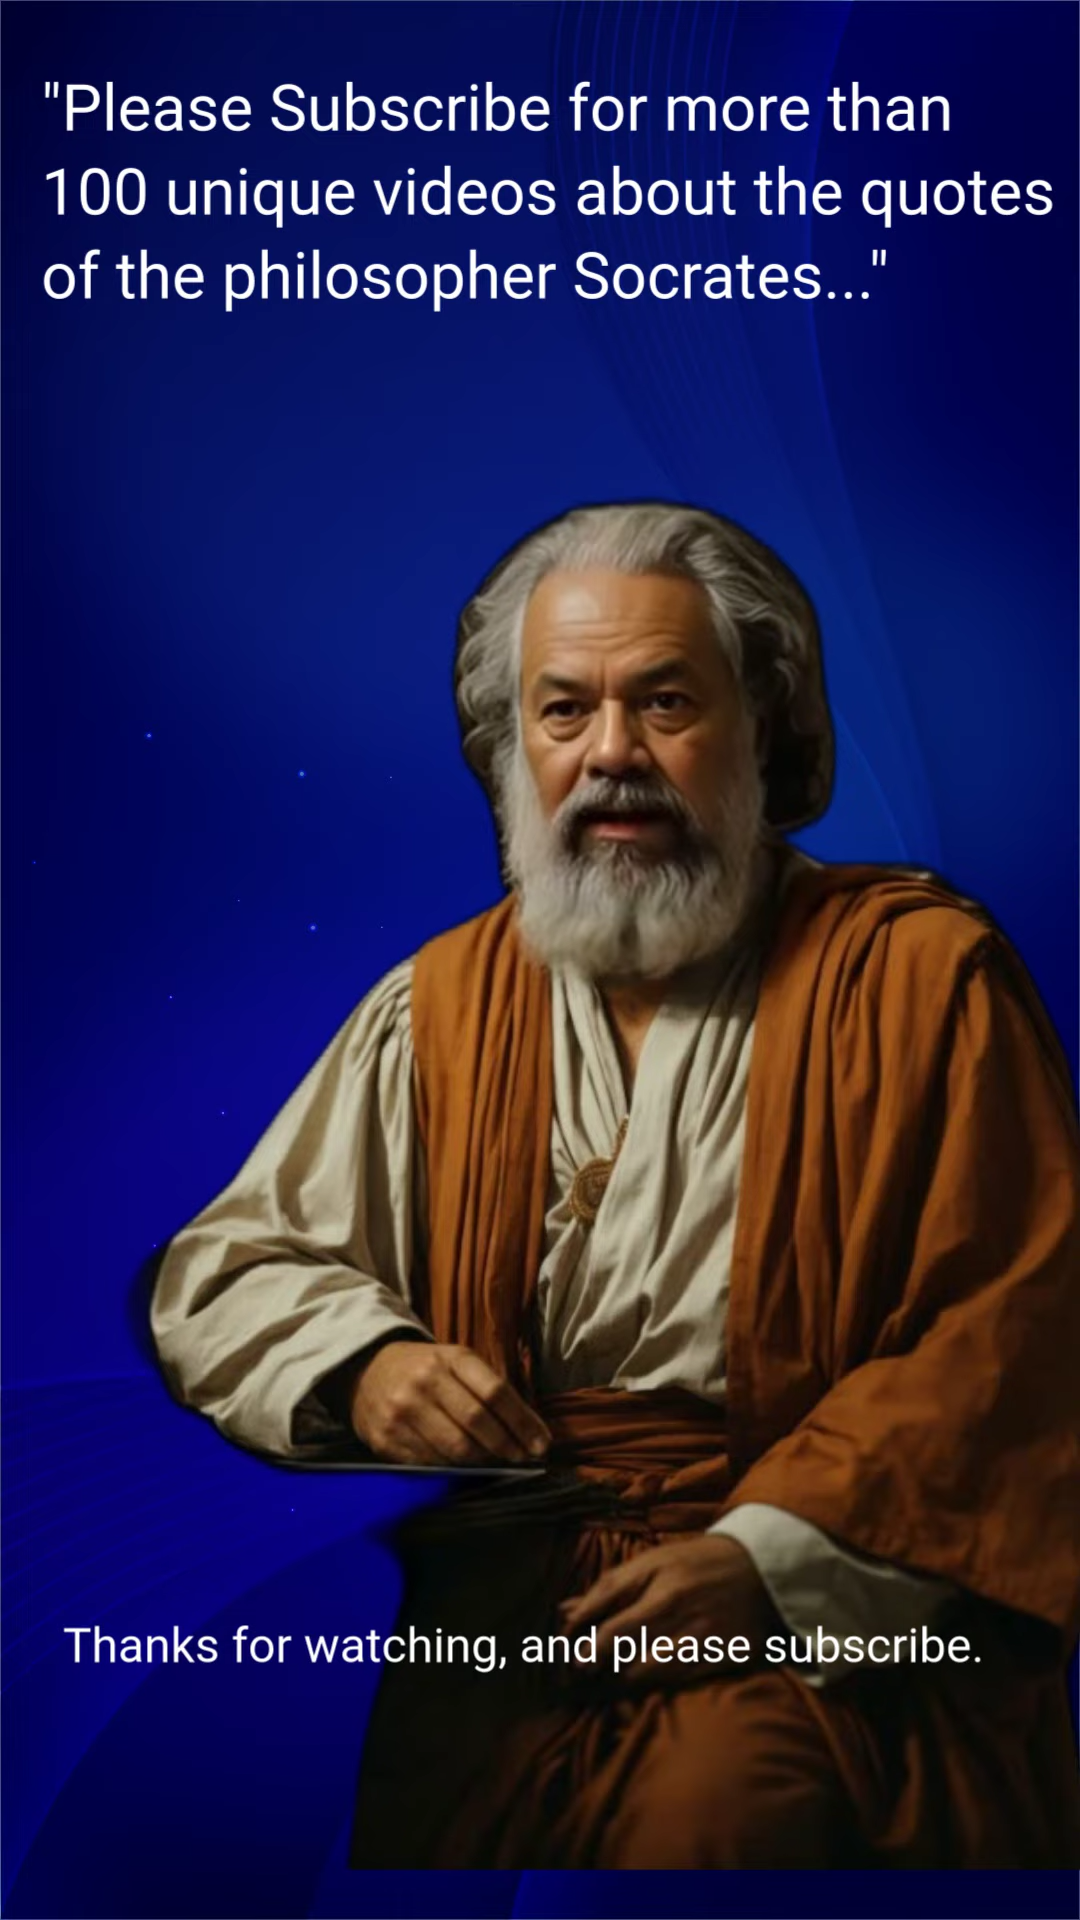 "Please Subscribe for more than
100 unique videos about the quotes
of the philosopher Socrates..."
Thanks for watching, and please subscribe.